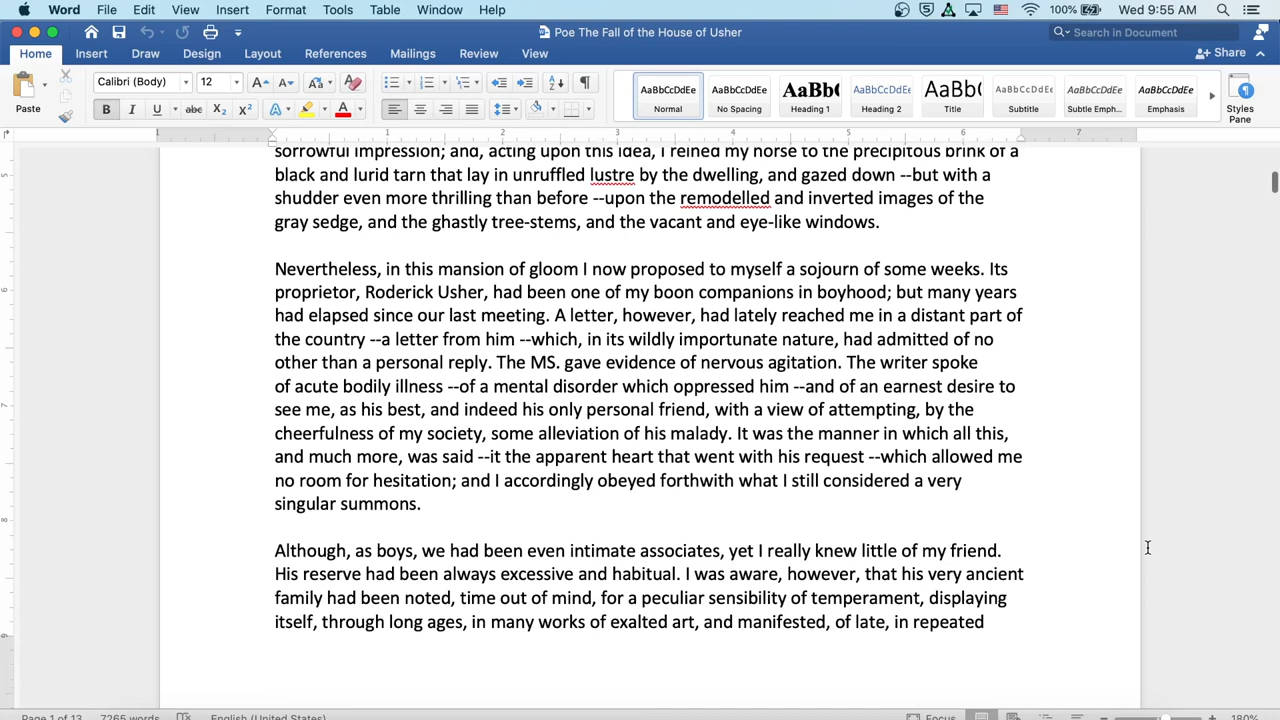 Word File Edit View Insert Format Tools Table Window Help 100% Wed 9:55 AM
Poe The Fall of the House of Usher Search in Document
Home Insert Draw Design Layout References Mailings Review View Share
Paste Calibri (Body) 12 AaBbCcDdEe AaBbCcDdEe AaBbC AaBbCcDdEe AaBbC AaBbCcDdEe AaBbCcDdEe AaBbCcDdEe
B I U abc X₂ X² A A Normal No Spacing Heading 1 Heading 2 Title Subtitle Subtle Emph... Emphasis Styles Pane
1 1 2 3 4 5 6 7
sorrowful impression; and, acting upon this idea, I reined my horse to the precipitous brink of a
black and lurid tarn that lay in unruffled lustre by the dwelling, and gazed down --but with a
shudder even more thrilling than before --upon the remodelled and inverted images of the
gray sedge, and the ghastly tree-stems, and the vacant and eye-like windows.
Nevertheless, in this mansion of gloom I now proposed to myself a sojourn of some weeks. Its
proprietor, Roderick Usher, had been one of my boon companions in boyhood; but many years
had elapsed since our last meeting. A letter, however, had lately reached me in a distant part of
the country --a letter from him --which, in its wildly importunate nature, had admitted of no
other than a personal reply. The MS. gave evidence of nervous agitation. The writer spoke
of acute bodily illness --of a mental disorder which oppressed him --and of an earnest desire to
see me, as his best, and indeed his only personal friend, with a view of attempting, by the
cheerfulness of my society, some alleviation of his malady. It was the manner in which all this,
and much more, was said --it the apparent heart that went with his request --which allowed me
no room for hesitation; and I accordingly obeyed forthwith what I still considered a very
singular summons.
Although, as boys, we had been even intimate associates, yet I really knew little of my friend.
His reserve had been always excessive and habitual. I was aware, however, that his very ancient
family had been noted, time out of mind, for a peculiar sensibility of temperament, displaying
itself, through long ages, in many works of exalted art, and manifested, of late, in repeated
Page 1 of 13 7265 words English (United States) Focus 180%